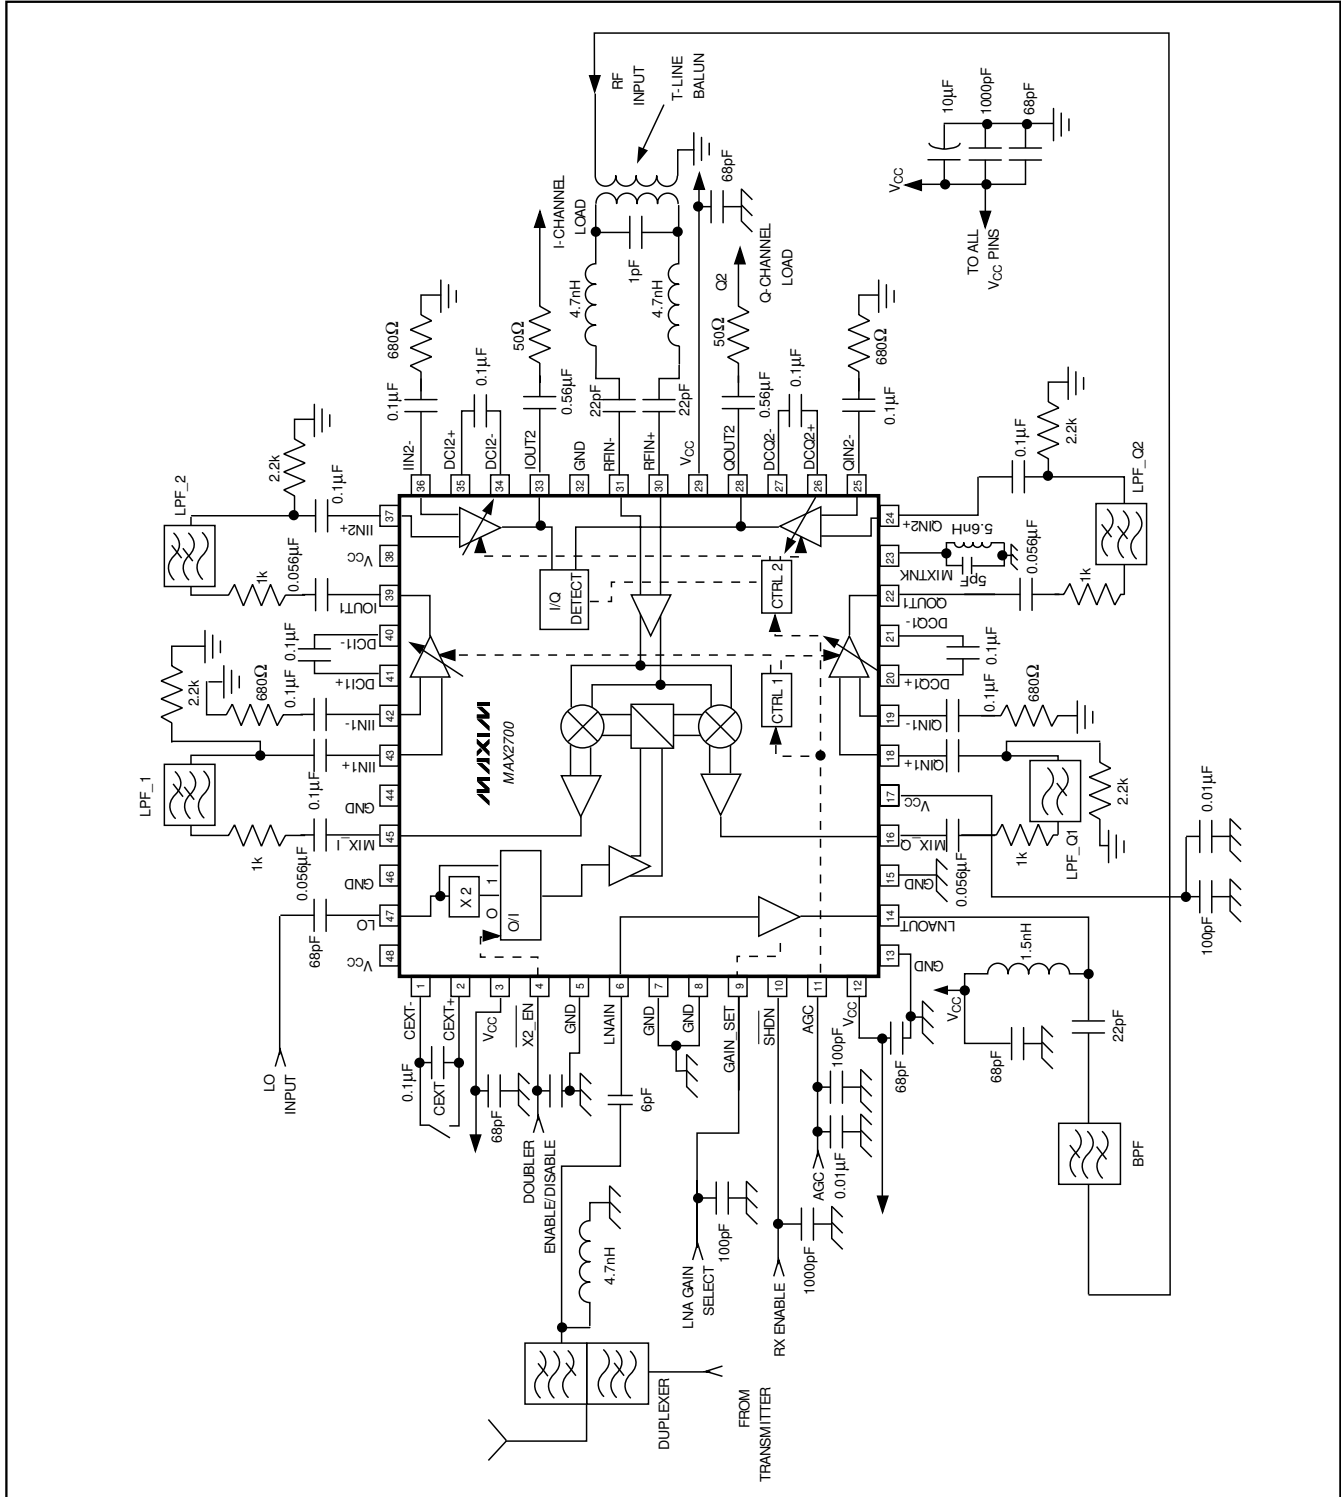 RF
INPUT
T-LINE
BALUN
10µF
1000pF
68pF
VCC
TO ALL
VCC PINS
I-CHANNEL
LOAD
68pF
1pF
4.7nH
4.7nH
Q2
Q-CHANNEL
LOAD
680Ω
50Ω
50Ω
680Ω
0.1µF
0.1µF
0.56µF
22pF
22pF
0.56µF
0.1µF
0.1µF
IIN2-
DCI2+
DCI2-
IOUT2
GND
RFIN-
RFIN+
VCC
QOUT2
DCQ2-
DCQ2+
QIN2-
36
35
34
33
32
31
30
29
28
27
26
25
LPF_2
2.2k
0.1µF
1k
0.056µF
2.2k
680Ω
0.1µF
0.1µF
LPF_1
0.1µF
1k
0.056µF
68pF
LO
INPUT
37
IIN2+
38
VCC
39
IOUT1
40
DCI1-
41
DCI1+
42
IIN1-
43
IIN1+
44
GND
45
MIX_I
46
GND
47
LO
48
VCC
I/Q
DETECT
CTRL 2
CTRL 1
MAXIM
MAX2700
X 2
O 1
O/I
24
QIN2+
23
MIXTNK
22
QOUT1
21
DCQ1-
20
DCQ1+
19
QIN1-
18
QIN1+
17
VCC
16
MIX_Q
15
GND
14
LNAOUT
13
GND
0.1µF
2.2k
LPF_Q2
5.6nH
5pF
0.056µF
1k
0.1µF
0.1µF
680Ω
2.2k
1k
LPF_Q1
0.056µF
0.01µF
100pF
1.5nH
VCC
68pF
22pF
BPF
1
2
3
4
5
6
7
8
9
10
11
12
CEXT-
CEXT+
VCC
X2_EN
GND
LNAIN
GND
GND
GAIN_SET
SHDN
AGC
VCC
0.1µF
CEXT
68pF
DOUBLER
ENABLE/DISABLE
6pF
4.7nH
LNA GAIN
SELECT
100pF
RX ENABLE
1000pF
AGC
0.01µF
100pF
68pF
DUPLEXER
FROM
TRANSMITTER